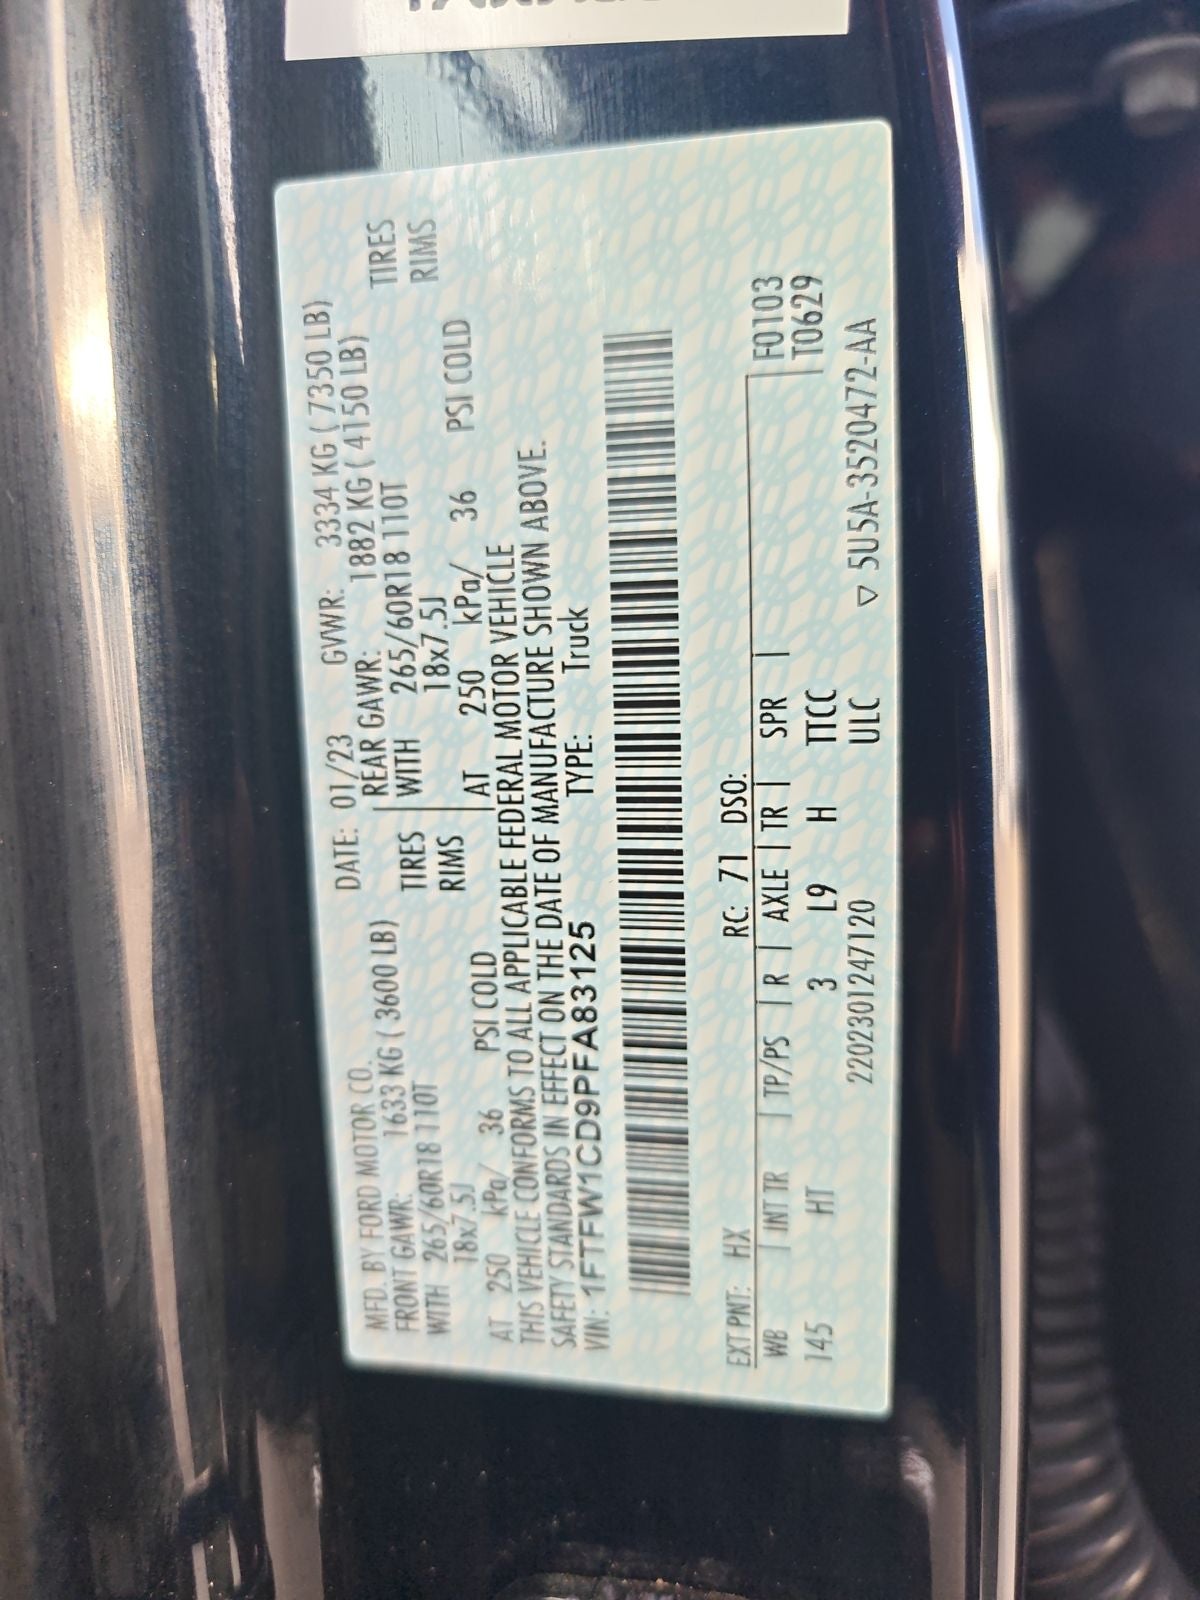 MFD. BY FORD MOTOR CO. DATE: 01/23 GVWR: 3334 KG ( 7350 LB)
FRONT GAWR: 1633 KG ( 3600 LB) REAR GAWR: 1882 KG ( 4150 LB)
WITH 265/60R18 110T TIRES WITH 265/60R18 110T TIRES
18x7.5J RIMS 18x7.5J RIMS
AT 250 kPa/ 36 PSI COLD AT 250 kPa/ 36 PSI COLD
THIS VEHICLE CONFORMS TO ALL APPLICABLE FEDERAL MOTOR VEHICLE
SAFETY STANDARDS IN EFFECT ON THE DATE OF MANUFACTURE SHOWN ABOVE.
VIN: 1FTFW1CD9PFA83125 TYPE: Truck
EXT PNT: HX RC: 71 DSO: F0103
WB | INT TR | TP/PS | R | AXLE | TR | SPR | T0629
145 HT 3 L9 H TTCC
2202301247120 ULC ▽ 5U5A-3520472-AA